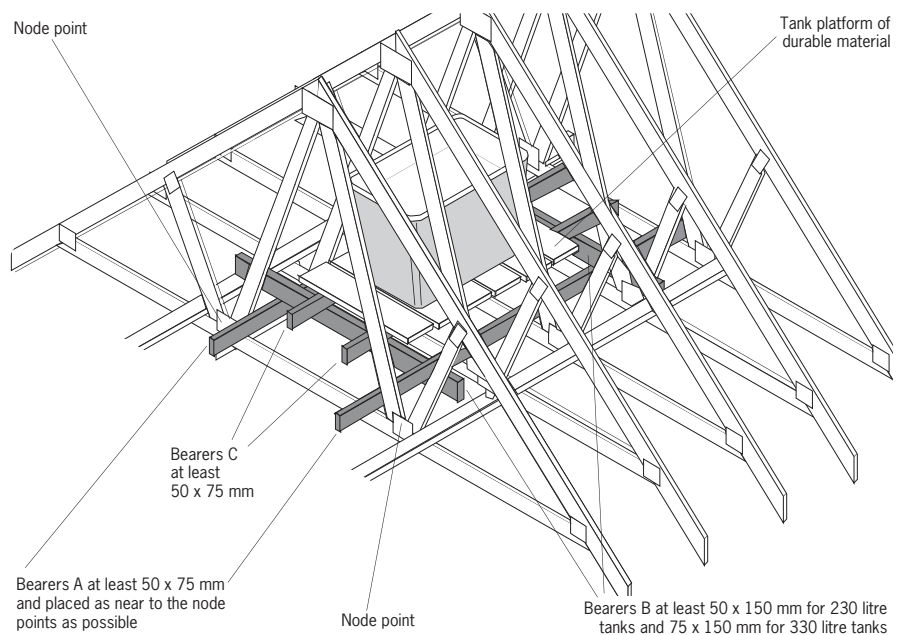 Node point
Tank platform of
durable material
Bearers C
at least
50 x 75 mm
Bearers A at least 50 x 75 mm
and placed as near to the node
points as possible
Node point
Bearers B at least 50 x 150 mm for 230 litre
tanks and 75 x 150 mm for 330 litre tanks